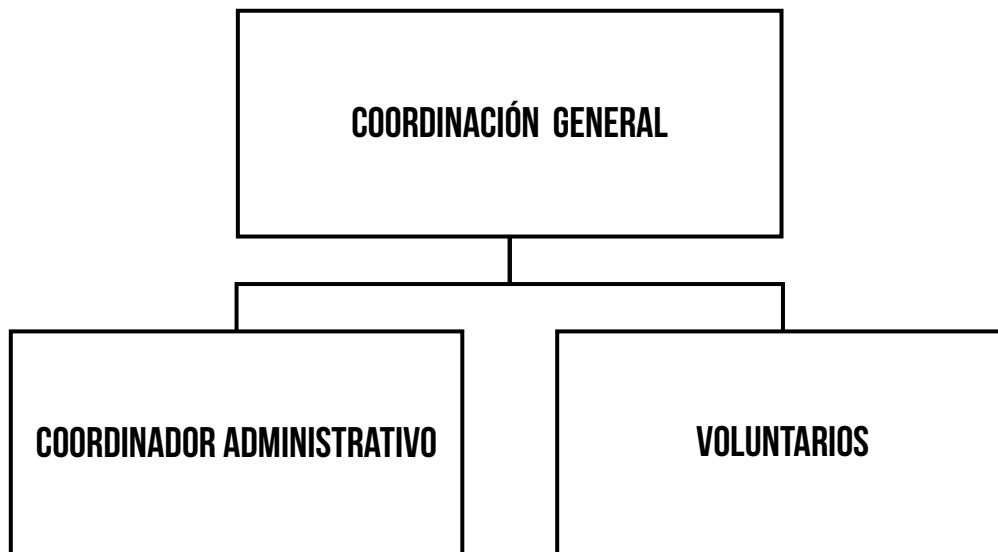 COORDINACIÓN GENERAL
COORDINADOR ADMINISTRATIVO
VOLUNTARIOS